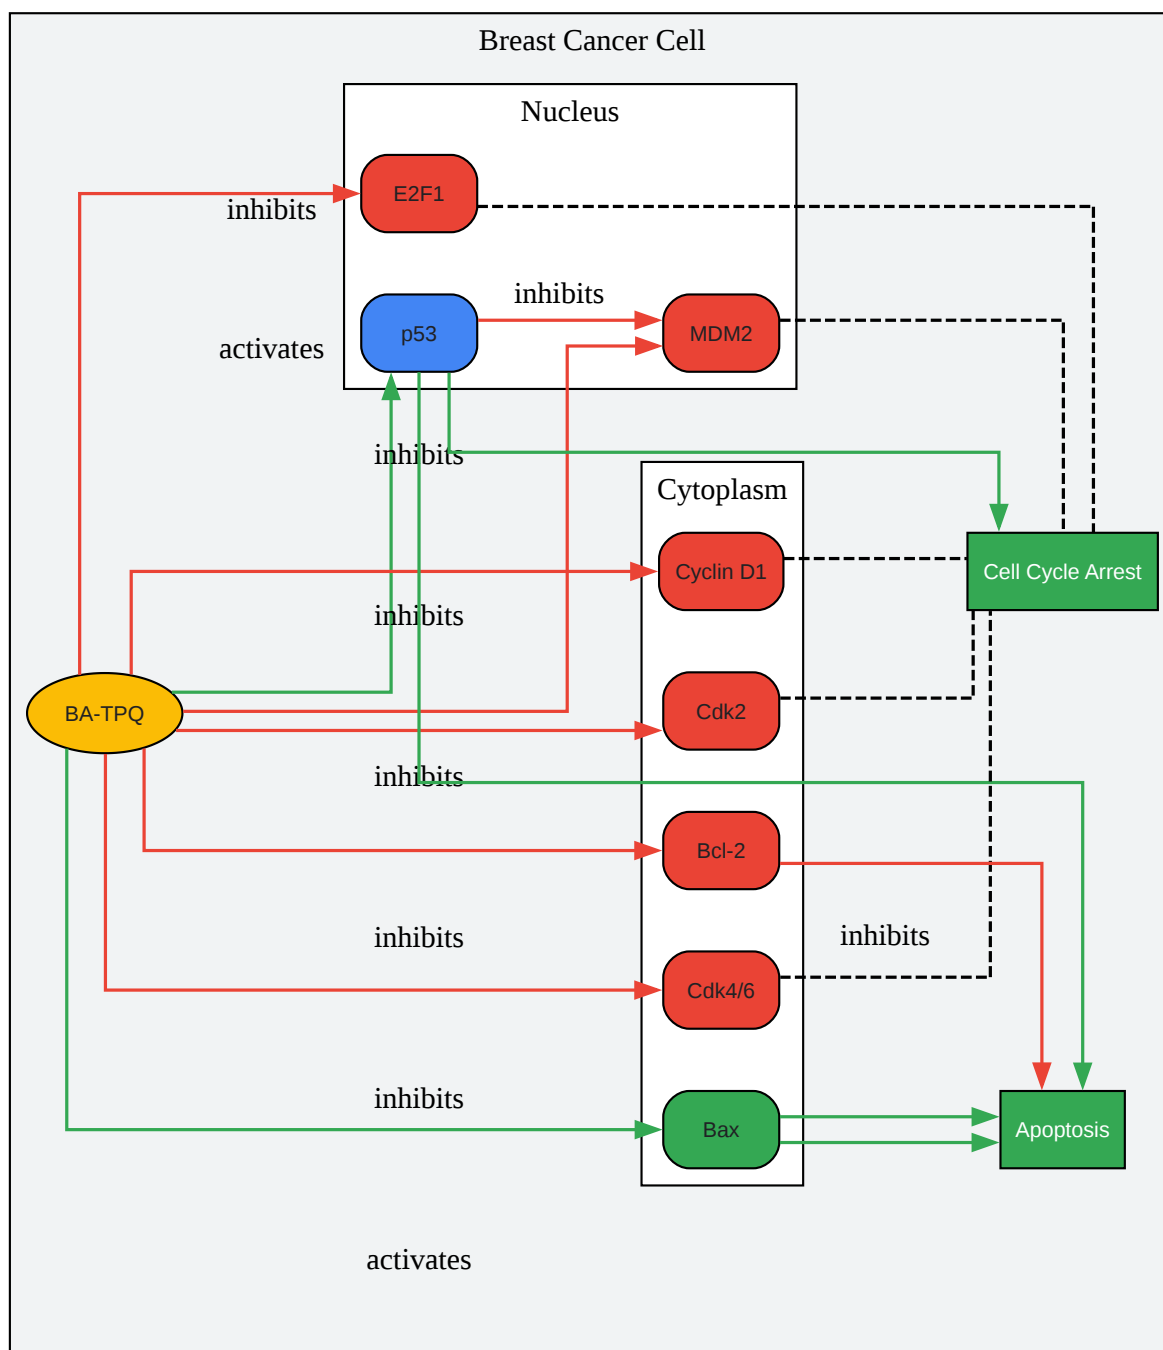 Breast Cancer Cell
Nucleus
E2F1
inhibits
inhibits
p53
MDM2
activates
inhibits
Cytoplasm
Cyclin D1
Cell Cycle Arrest
inhibits
BA-TPQ
Cdk2
inhibits
Bcl-2
inhibits
inhibits
Cdk4/6
inhibits
Bax
Apoptosis
activates